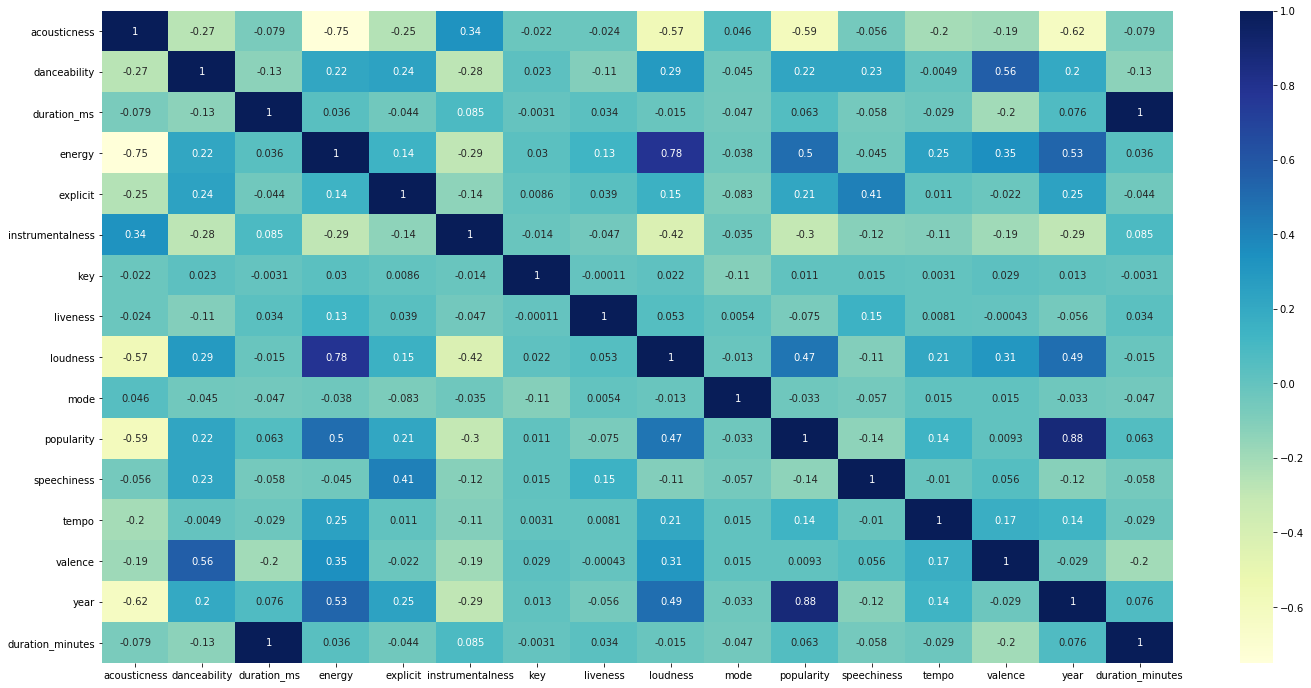 acousticness 1 -0.27 -0.079 -0.75 -0.25 0.34 -0.022 -0.024 -0.57 0.046 -0.59 -0.056 -0.2 -0.19 -0.62 -0.079
danceability -0.27 1 -0.13 0.22 0.24 -0.28 0.023 -0.11 0.29 -0.045 0.22 0.23 -0.0049 0.56 0.2 -0.13
duration_ms -0.079 -0.13 1 0.036 -0.044 0.085 -0.0031 0.034 -0.015 -0.047 0.063 -0.058 -0.029 -0.2 0.076 1
energy -0.75 0.22 0.036 1 0.14 -0.29 0.03 0.13 0.78 -0.038 0.5 -0.045 0.25 0.35 0.53 0.036
explicit -0.25 0.24 -0.044 0.14 1 -0.14 0.0086 0.039 0.15 -0.083 0.21 0.41 0.011 -0.022 0.25 -0.044
instrumentalness 0.34 -0.28 0.085 -0.29 -0.14 1 -0.014 -0.047 -0.42 -0.035 -0.3 -0.12 -0.11 -0.19 -0.29 0.085
key -0.022 0.023 -0.0031 0.03 0.0086 -0.014 1 -0.00011 0.022 -0.11 0.011 0.015 0.0031 0.029 0.013 -0.0031
liveness -0.024 -0.11 0.034 0.13 0.039 -0.047 -0.00011 1 0.053 0.0054 -0.075 0.15 0.0081 -0.00043 -0.056 0.034
loudness -0.57 0.29 -0.015 0.78 0.15 -0.42 0.022 0.053 1 -0.013 0.47 -0.11 0.21 0.31 0.49 -0.015
mode 0.046 -0.045 -0.047 -0.038 -0.083 -0.035 -0.11 0.0054 -0.013 1 -0.033 -0.057 0.015 0.015 -0.033 -0.047
popularity -0.59 0.22 0.063 0.5 0.21 -0.3 0.011 -0.075 0.47 -0.033 1 -0.14 0.14 0.0093 0.88 0.063
speechiness -0.056 0.23 -0.058 -0.045 0.41 -0.12 0.015 0.15 -0.11 -0.057 -0.14 1 -0.01 0.056 -0.12 -0.058
tempo -0.2 -0.0049 -0.029 0.25 0.011 -0.11 0.0031 0.0081 0.21 0.015 0.14 -0.01 1 0.17 0.14 -0.029
valence -0.19 0.56 -0.2 0.35 -0.022 -0.19 0.029 -0.00043 0.31 0.015 0.0093 0.056 0.17 1 -0.029 -0.2
year -0.62 0.2 0.076 0.53 0.25 -0.29 0.013 -0.056 0.49 -0.033 0.88 -0.12 0.14 -0.029 1 0.076
duration_minutes -0.079 -0.13 1 0.036 -0.044 0.085 -0.0031 0.034 -0.015 -0.047 0.063 -0.058 -0.029 -0.2 0.076 1
acousticness danceability duration_ms energy explicit instrumentalness key liveness loudness mode popularity speechiness tempo valence year duration_minutes
1.0
0.8
0.6
0.4
0.2
0.0
-0.2
-0.4
-0.6